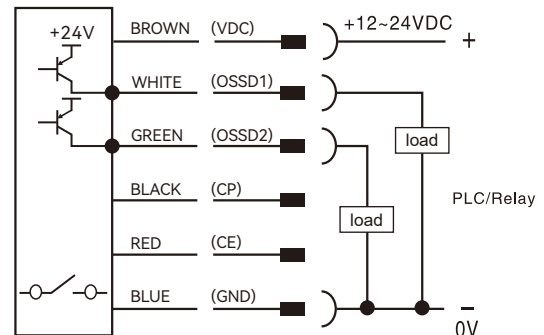 +24V BROWN (VDC) +12~24VDC +
WHITE (OSSD1)
load
GREEN (OSSD2)
BLACK (CP) PLC/Relay
load
RED (CE)
BLUE (GND) −
0V